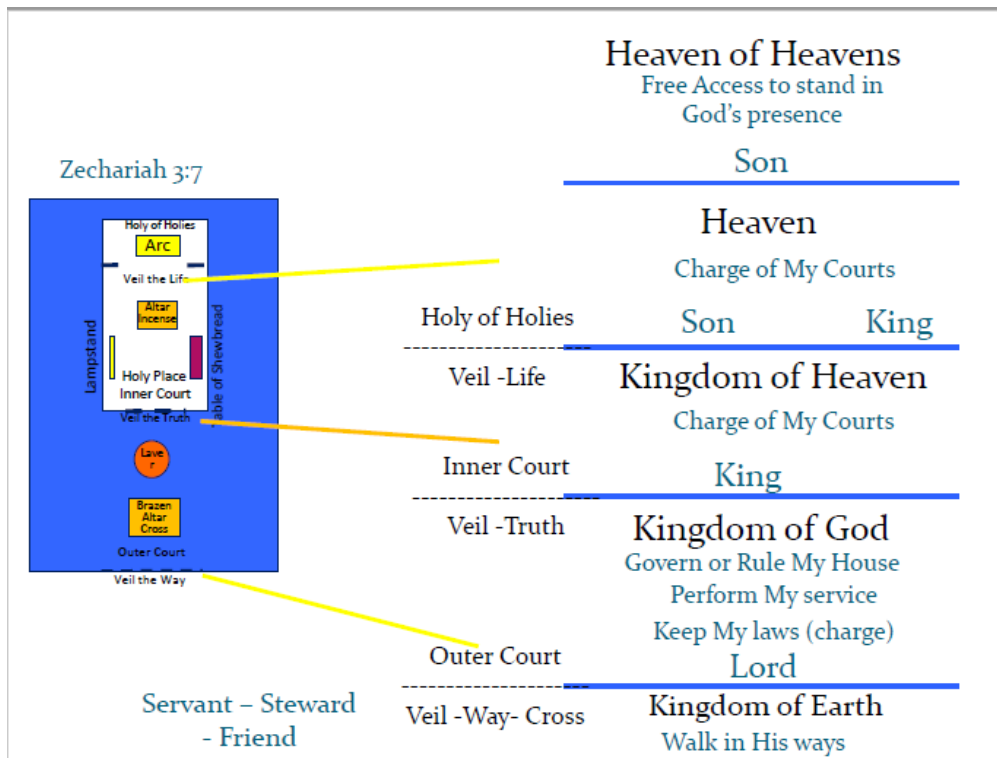 Heaven of Heavens
Free Access to stand in
God's presence
Son
Zechariah 3:7
Holy of Holies
Arc
Veil the Life
Altar
Incense
Lampstand
Table of Shewbread
Holy Place
Inner Court
Veil the Truth
Lave
r
Brazen
Altar
Cross
Outer Court
Veil the Way
Servant – Steward
- Friend
Heaven
Charge of My Courts
Holy of Holies
Son King
Veil -Life
Kingdom of Heaven
Charge of My Courts
Inner Court
King
Veil -Truth
Kingdom of God
Govern or Rule My House
Perform My service
Keep My laws (charge)
Outer Court
Lord
Veil -Way- Cross
Kingdom of Earth
Walk in His ways